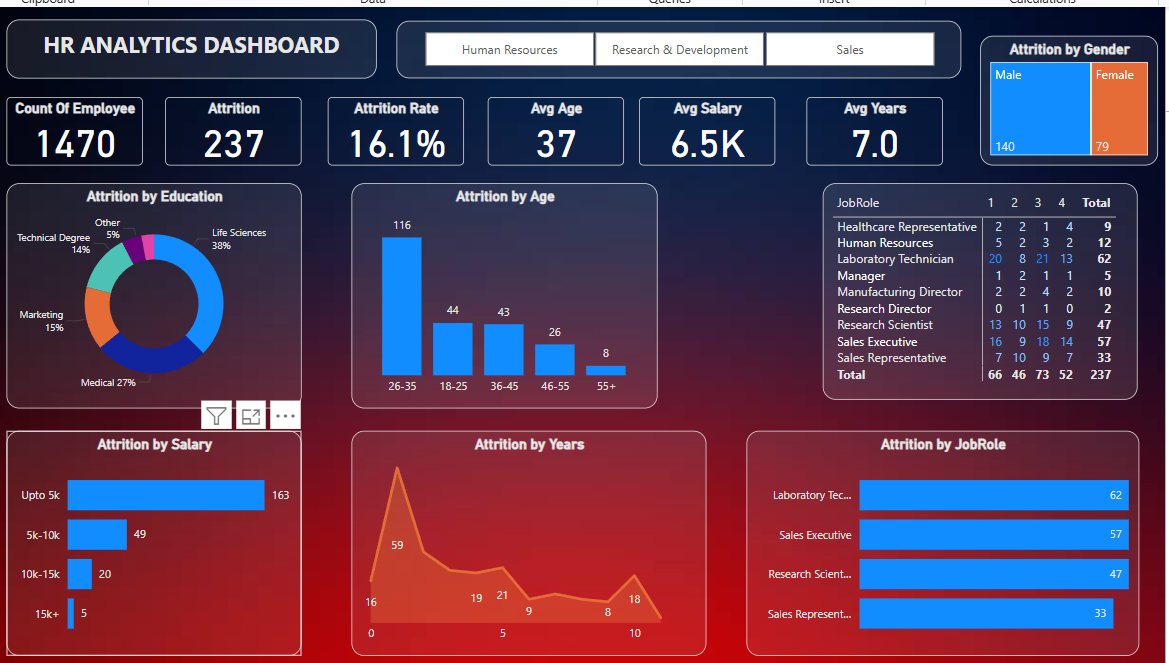 Clipboard
Data
Queries
Insert
Calculations
HR ANALYTICS DASHBOARD
Human Resources
Research & Development
Sales
Attrition by Gender
Male
Female
140
79
Count Of Employee
1470
Attrition
237
Attrition Rate
16.1%
Avg Age
37
Avg Salary
6.5K
Avg Years
7.0
Attrition by Education
Other
5%
Life Sciences
38%
Technical Degree
14%
Marketing
15%
Medical 27%
Attrition by Age
116
44
43
26
8
26-35 18-25 36-45 46-55 55+
JobRole 1 2 3 4 Total
Healthcare Representative 2 2 1 4 9
Human Resources 5 2 3 2 12
Laboratory Technician 20 8 21 13 62
Manager 1 2 1 1 5
Manufacturing Director 2 2 4 2 10
Research Director 0 1 1 0 2
Research Scientist 13 10 15 9 47
Sales Executive 16 9 18 14 57
Sales Representative 7 10 9 7 33
Total 66 46 73 52 237
Attrition by Salary
Upto 5k 163
5k-10k 49
10k-15k 20
15k+ 5
Attrition by Years
59
16
19
21
9
8
18
0 5 10
Attrition by JobRole
Laboratory Tec... 62
Sales Executive 57
Research Scient... 47
Sales Represent... 33